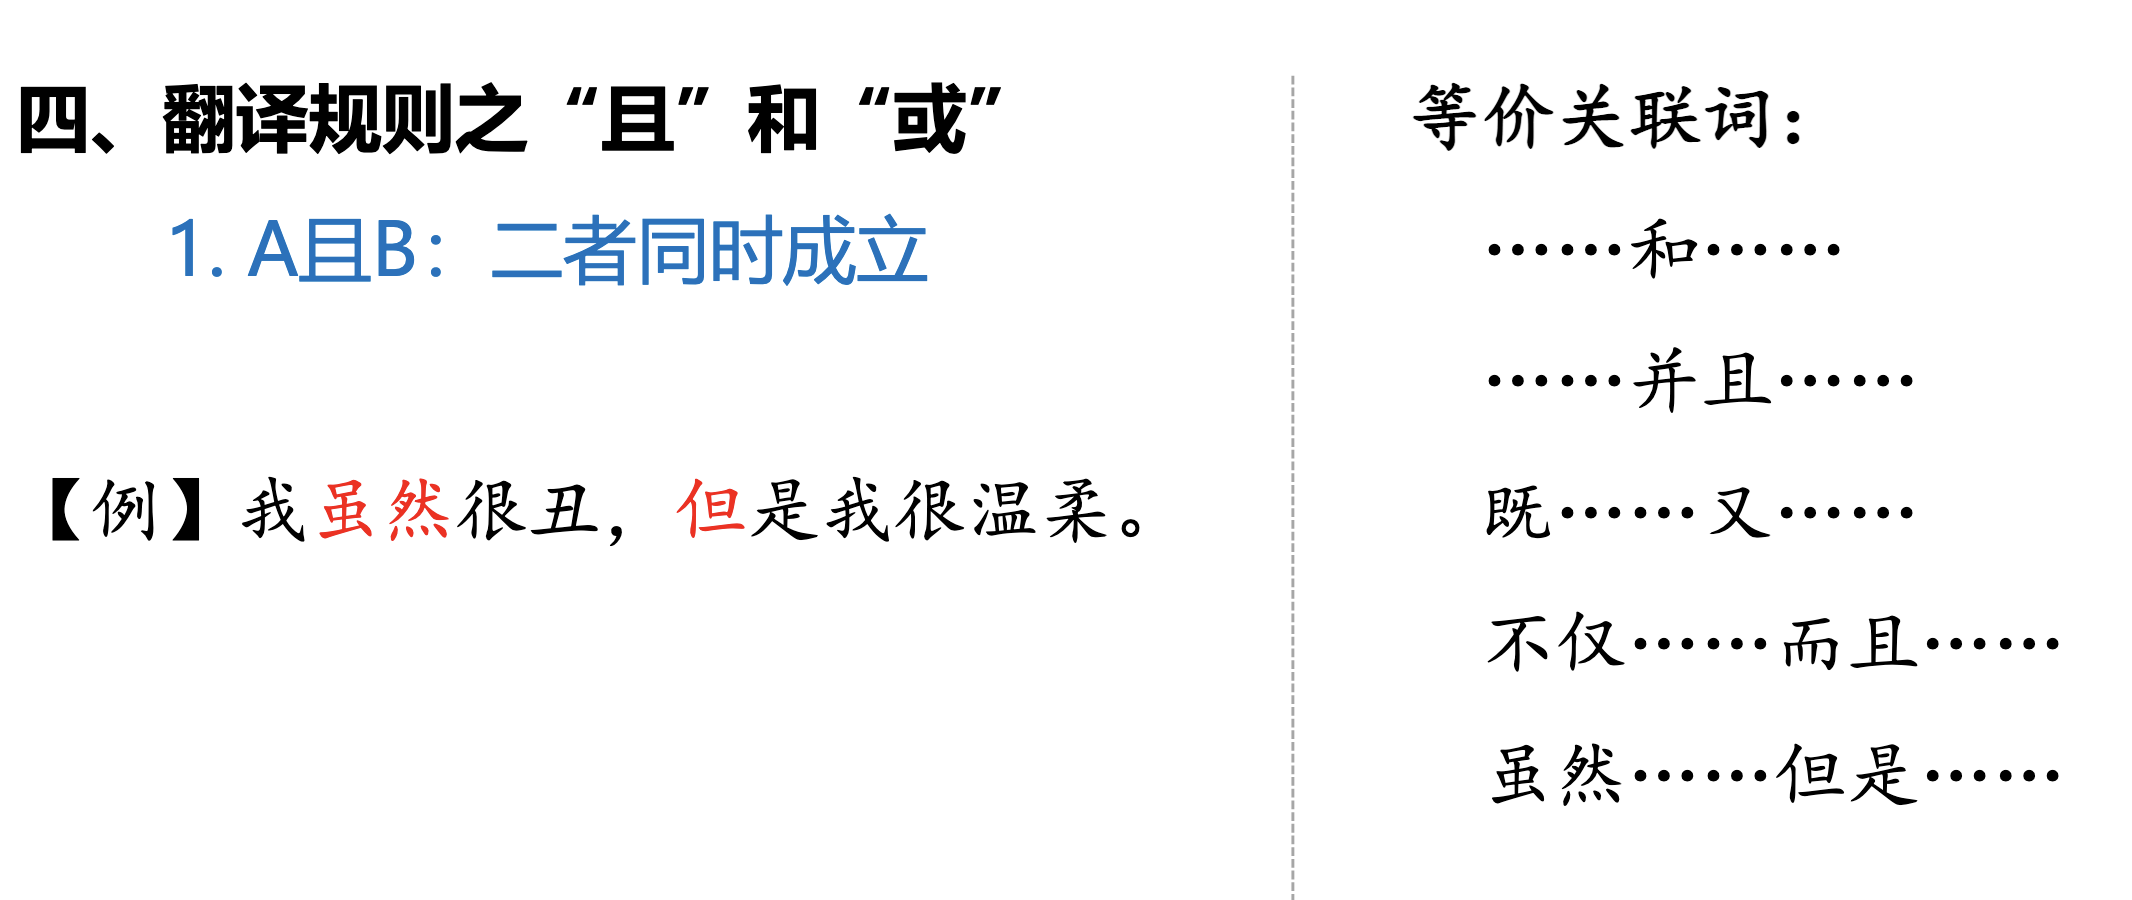 四、翻译规则之“且”和“或”
1. A且B：二者同时成立
【例】我虽然很丑，但是我很温柔。
等价关联词：
……和……
……并且……
既……又……
不仅……而且……
虽然……但是……